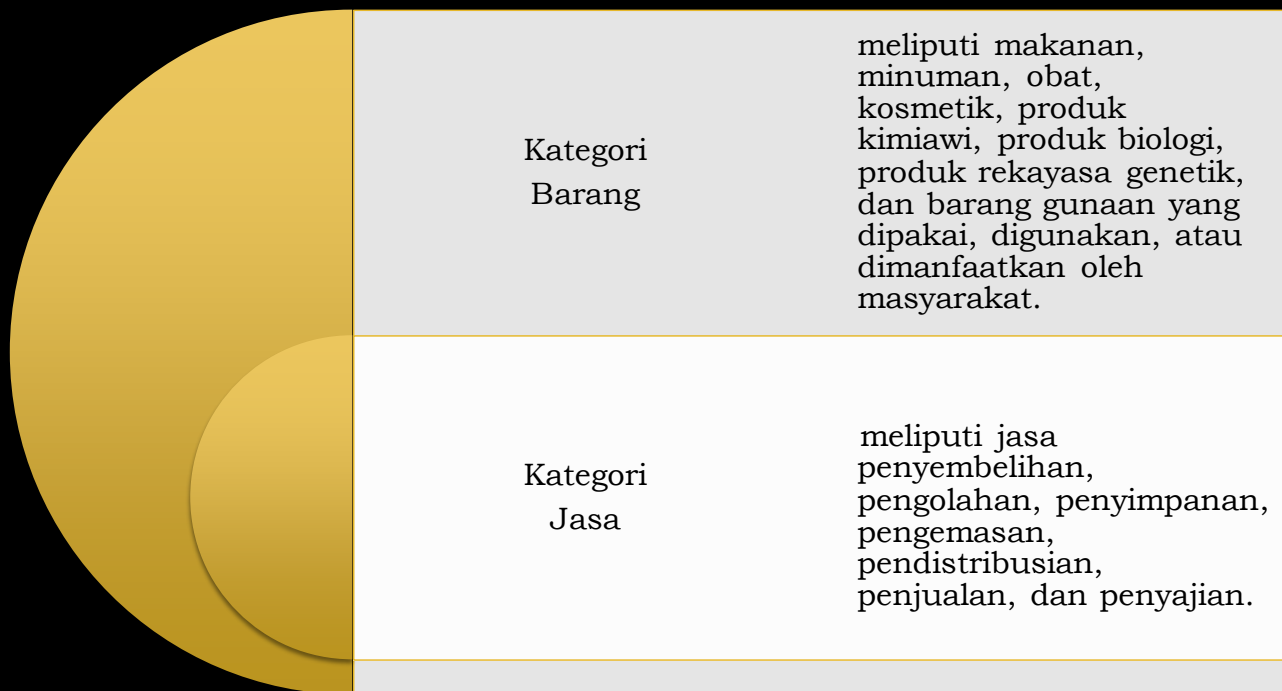 Kategori
Barang
meliputi makanan,
minuman, obat,
kosmetik, produk
kimiawi, produk biologi,
produk rekayasa genetik,
dan barang gunaan yang
dipakai, digunakan, atau
dimanfaatkan oleh
masyarakat.
Kategori
Jasa
meliputi jasa
penyembelihan,
pengolahan, penyimpanan,
pengemasan,
pendistribusian,
penjualan, dan penyajian.